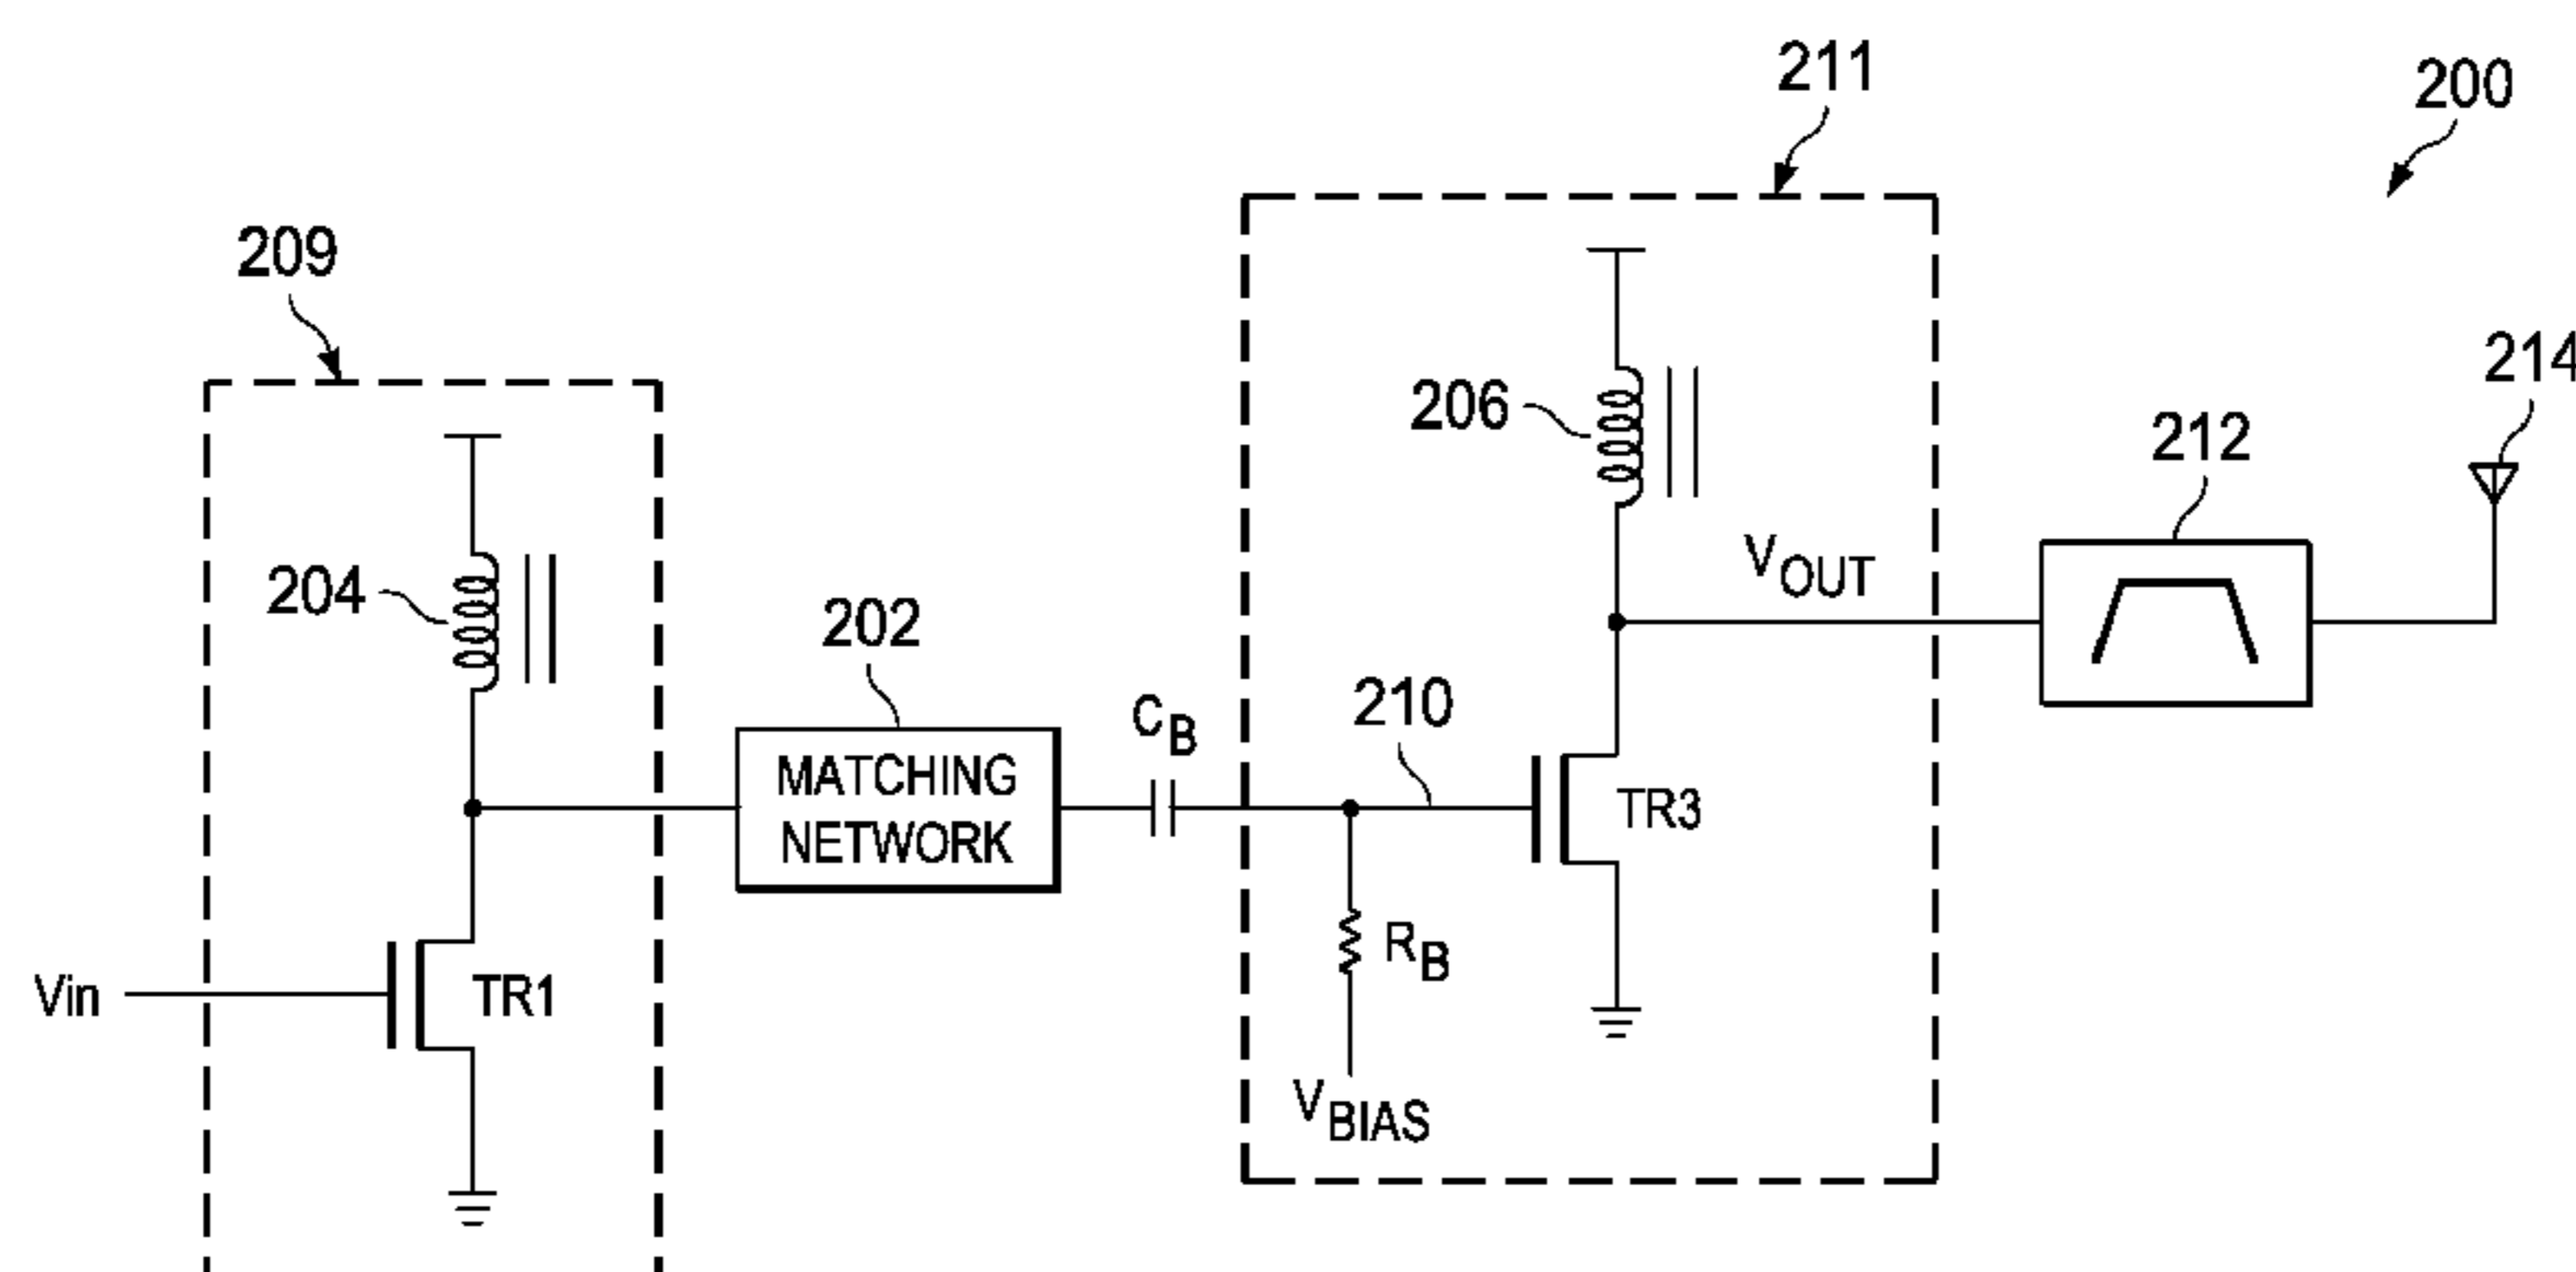 211
200
209
214
206
212
VOUT
204
202
210
CB
MATCHING
NETWORK
TR3
RB
Vin
TR1
VBIAS